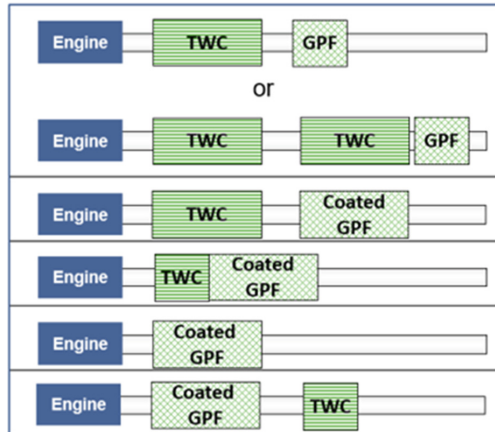 Engine TWC GPF
or
Engine TWC TWC GPF
Engine TWC Coated
GPF
Engine TWC Coated
GPF
Engine Coated
GPF
Engine Coated
GPF TWC